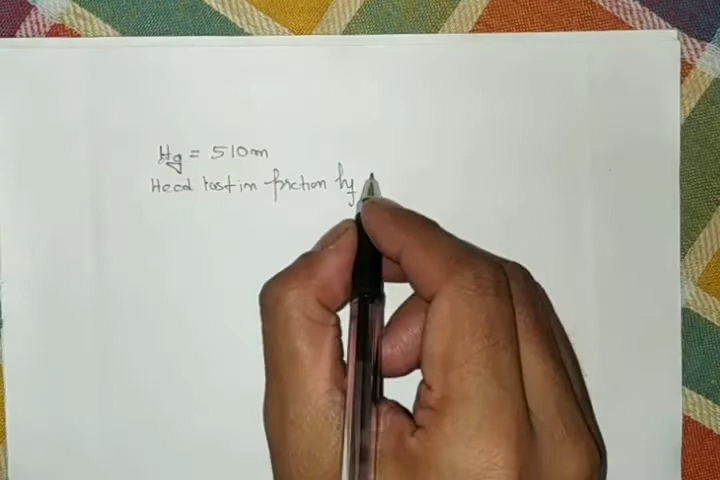 Hg = 510m
Head lost in friction hf